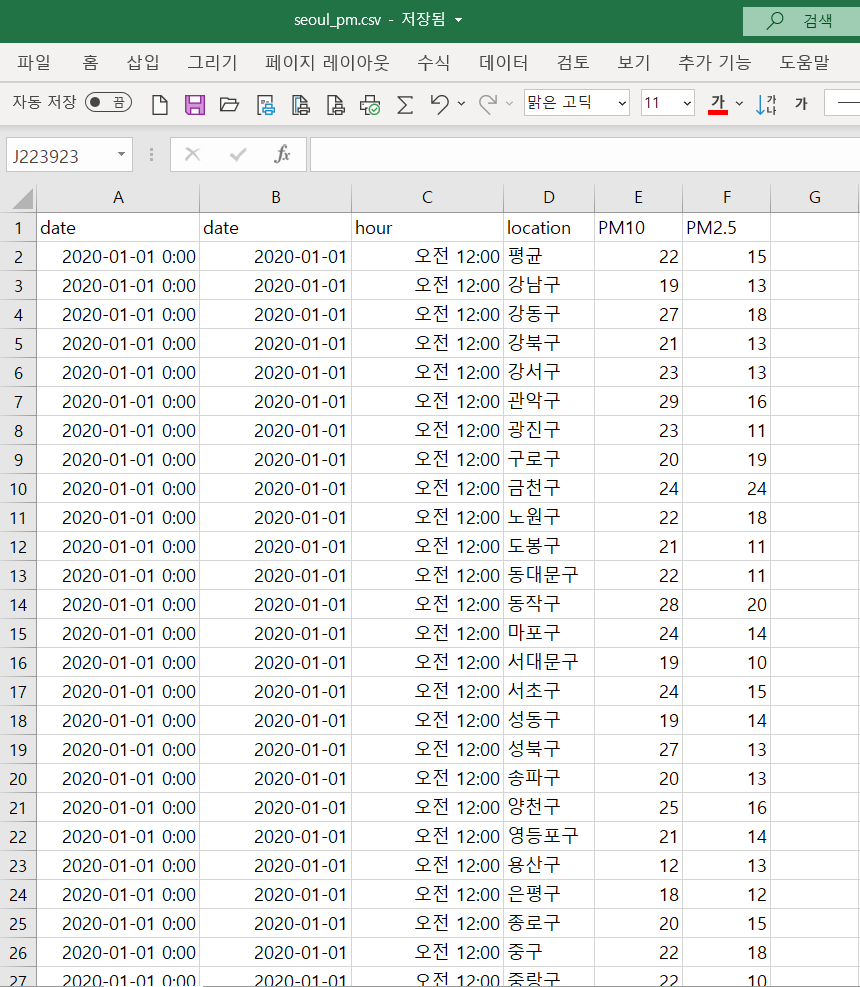 seoul_pm.csv - 저장됨
검색
파일 홈 삽입 그리기 페이지 레이아웃 수식 데이터 검토 보기 추가 기능 도움말
자동 저장 끔 맑은 고딕 11 가 가나 가
J223923 fx
A B C D E F G
1 date date hour location PM10 PM2.5
2 2020-01-01 0:00 2020-01-01 오전 12:00 평균 22 15
3 2020-01-01 0:00 2020-01-01 오전 12:00 강남구 19 13
4 2020-01-01 0:00 2020-01-01 오전 12:00 강동구 27 18
5 2020-01-01 0:00 2020-01-01 오전 12:00 강북구 21 13
6 2020-01-01 0:00 2020-01-01 오전 12:00 강서구 23 13
7 2020-01-01 0:00 2020-01-01 오전 12:00 관악구 29 16
8 2020-01-01 0:00 2020-01-01 오전 12:00 광진구 23 11
9 2020-01-01 0:00 2020-01-01 오전 12:00 구로구 20 19
10 2020-01-01 0:00 2020-01-01 오전 12:00 금천구 24 24
11 2020-01-01 0:00 2020-01-01 오전 12:00 노원구 22 18
12 2020-01-01 0:00 2020-01-01 오전 12:00 도봉구 21 11
13 2020-01-01 0:00 2020-01-01 오전 12:00 동대문구 22 11
14 2020-01-01 0:00 2020-01-01 오전 12:00 동작구 28 20
15 2020-01-01 0:00 2020-01-01 오전 12:00 마포구 24 14
16 2020-01-01 0:00 2020-01-01 오전 12:00 서대문구 19 10
17 2020-01-01 0:00 2020-01-01 오전 12:00 서초구 24 15
18 2020-01-01 0:00 2020-01-01 오전 12:00 성동구 19 14
19 2020-01-01 0:00 2020-01-01 오전 12:00 성북구 27 13
20 2020-01-01 0:00 2020-01-01 오전 12:00 송파구 20 13
21 2020-01-01 0:00 2020-01-01 오전 12:00 양천구 25 16
22 2020-01-01 0:00 2020-01-01 오전 12:00 영등포구 21 14
23 2020-01-01 0:00 2020-01-01 오전 12:00 용산구 12 13
24 2020-01-01 0:00 2020-01-01 오전 12:00 은평구 18 12
25 2020-01-01 0:00 2020-01-01 오전 12:00 종로구 20 15
26 2020-01-01 0:00 2020-01-01 오전 12:00 중구 22 18
27 2020-01-01 0:00 2020-01-01 오전 12:00 중랑구 22 10